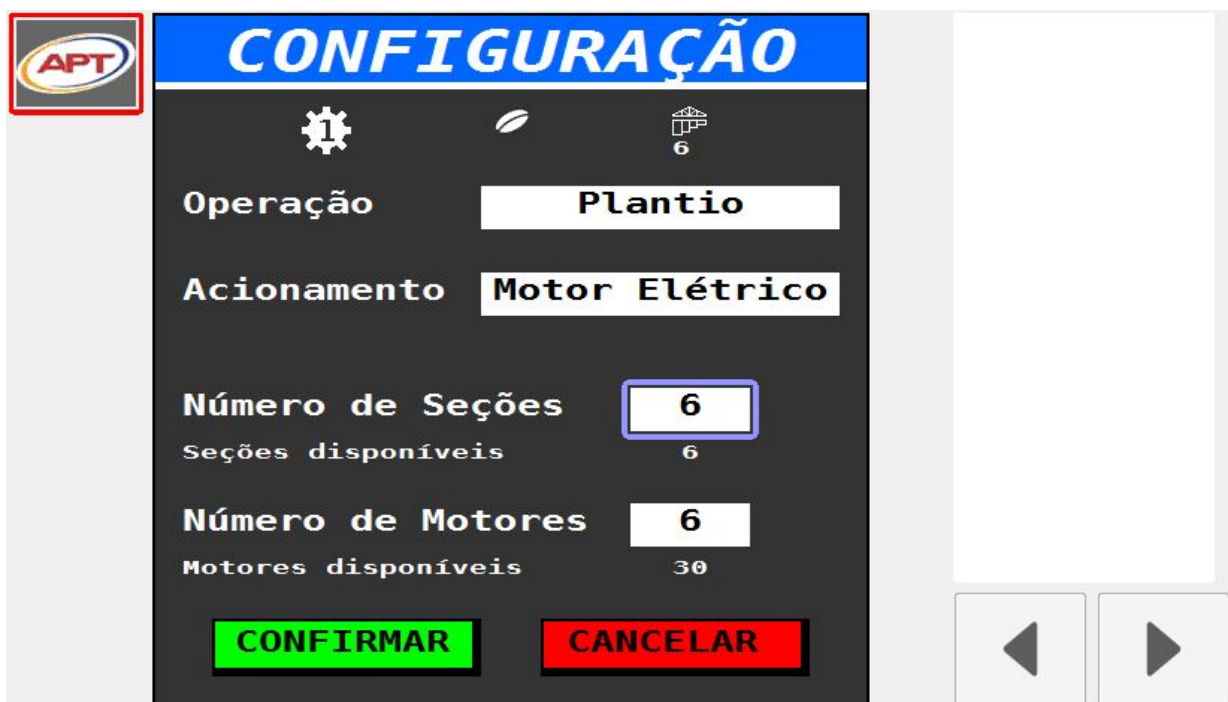 APT
CONFIGURAÇÃO
1
6
Operação Plantio
Acionamento Motor Elétrico
Número de Seções 6
Seções disponíveis 6
Número de Motores 6
Motores disponíveis 30
CONFIRMAR CANCELAR